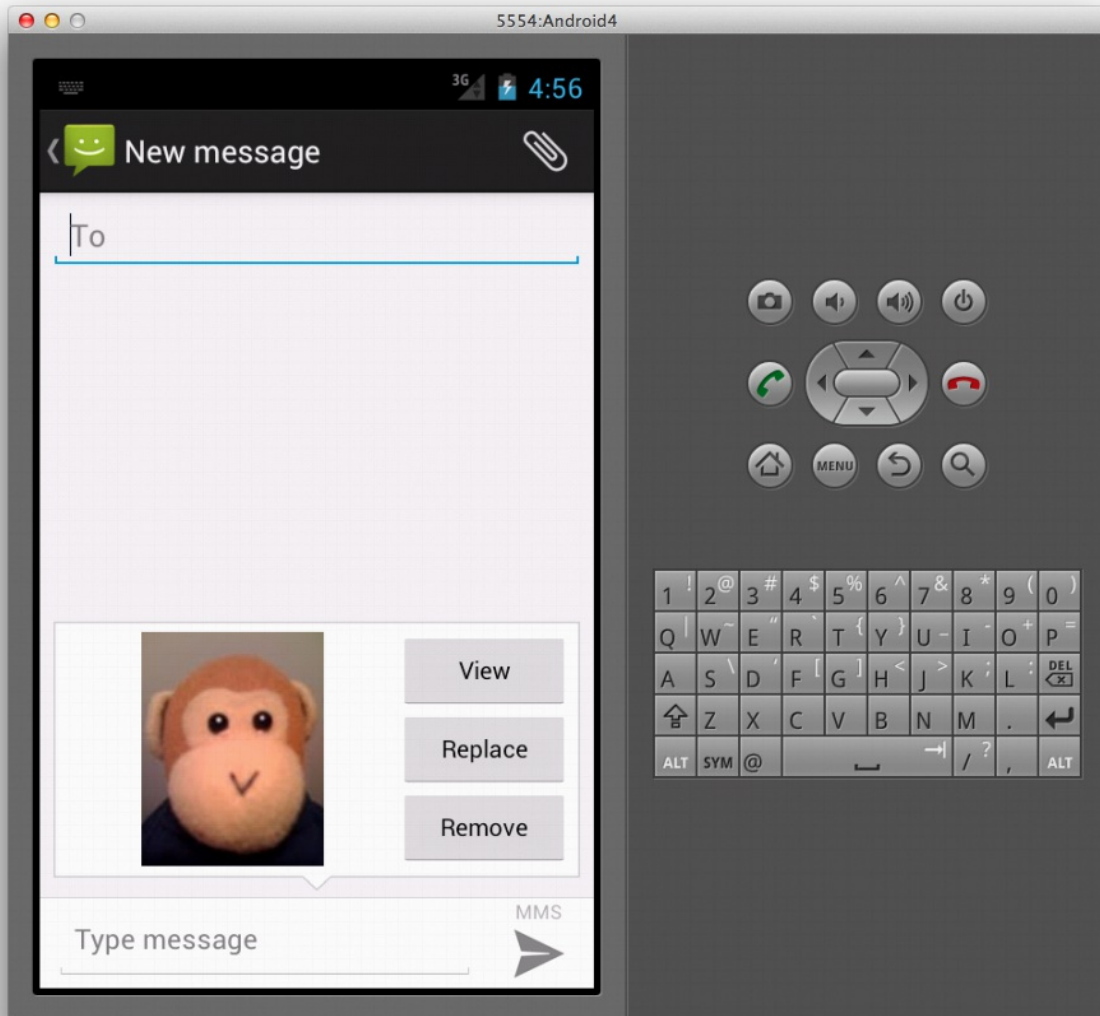 5554:Android4
3G 4:56
New message
To
View
Replace
Remove
MMS
Type message
MENU
1 ! 2 @ 3 # 4 $ 5 % 6 ^ 7 & 8 * 9 ( 0 )
Q | W ~ E “ R ` T { Y } U _ I - O + P =
A S \ D ‘ F [ G ] H < J > K ; L : DEL
Z X C V B N M .
ALT SYM @ / ? , ALT